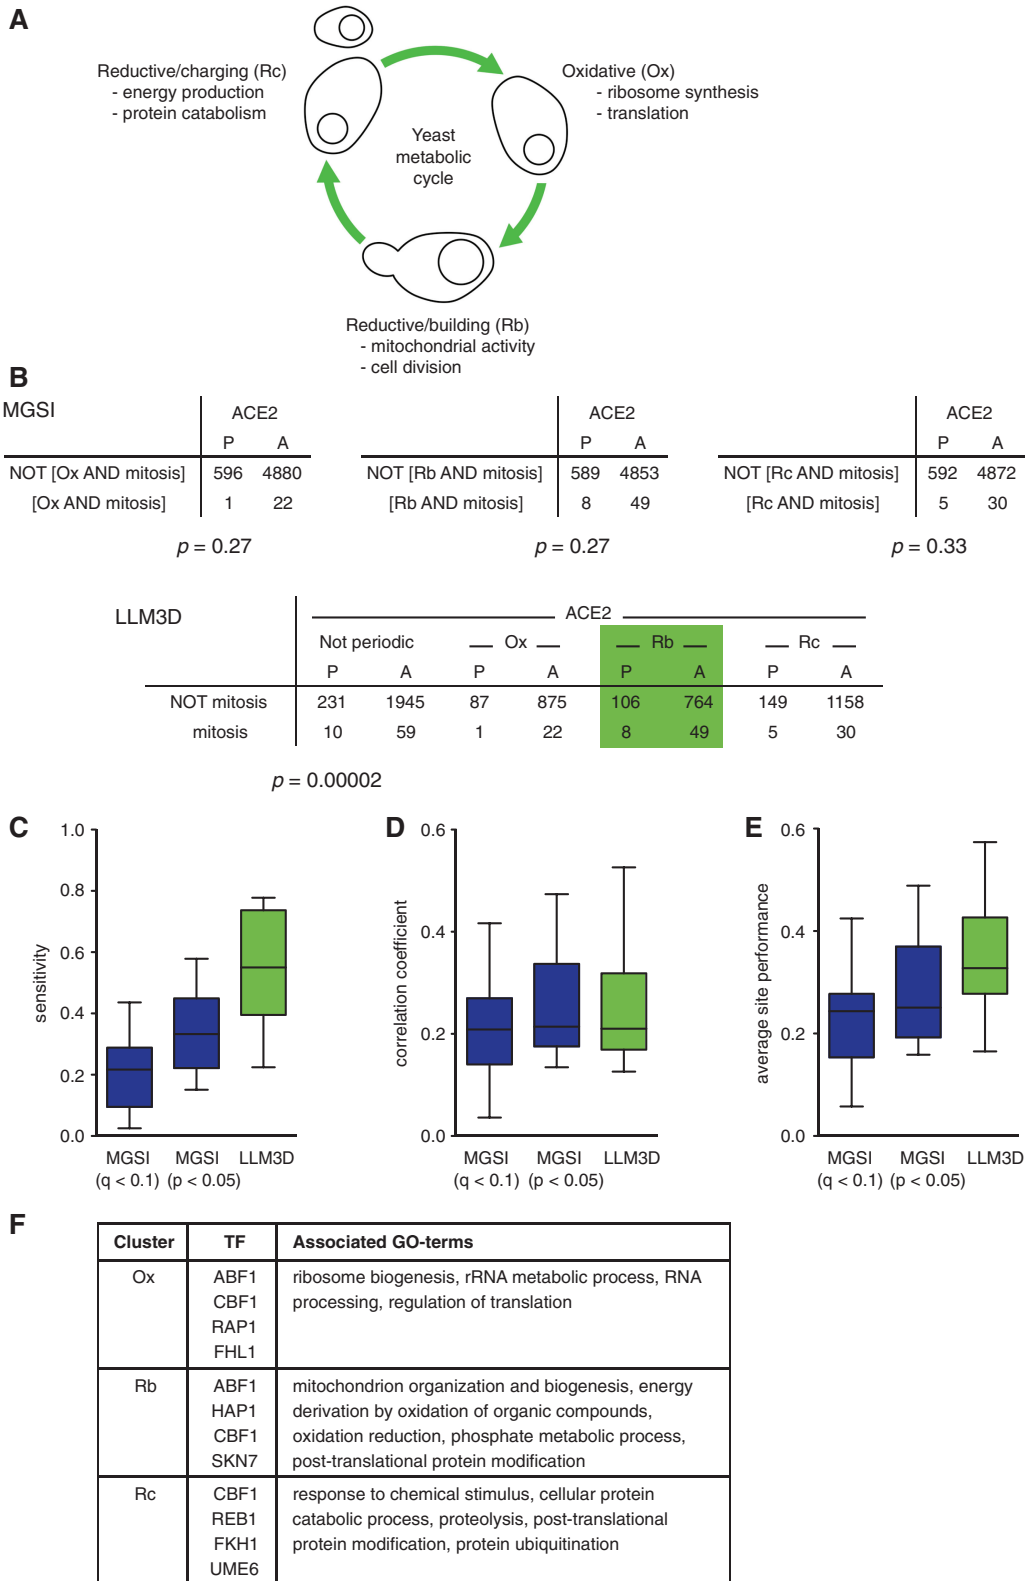 A
Reductive/charging (Rc)
- energy production
- protein catabolism
Oxidative (Ox)
- ribosome synthesis
- translation
Yeast
metabolic
cycle
Reductive/building (Rb)
- mitochondrial activity
- cell division
B
MGSI
ACE2
P A
NOT [Ox AND mitosis] 596 4880
[Ox AND mitosis] 1 22
p = 0.27
ACE2
P A
NOT [Rb AND mitosis] 589 4853
[Rb AND mitosis] 8 49
p = 0.27
ACE2
P A
NOT [Rc AND mitosis] 592 4872
[Rc AND mitosis] 5 30
p = 0.33
LLM3D
ACE2
Not periodic Ox Rb Rc
P A P A P A P A
NOT mitosis 231 1945 87 875 106 764 149 1158
mitosis 10 59 1 22 8 49 5 30
p = 0.00002
C
sensitivity
1.0
0.8
0.6
0.4
0.2
0.0
MGSI MGSI LLM3D
(q < 0.1) (p < 0.05)
D
correlation coefficient
0.6
0.4
0.2
0.0
MGSI MGSI LLM3D
(q < 0.1) (p < 0.05)
E
average site performance
0.6
0.4
0.2
0.0
MGSI MGSI LLM3D
(q < 0.1) (p < 0.05)
F
Cluster TF Associated GO-terms
Ox ABF1 ribosome biogenesis, rRNA metabolic process, RNA
CBF1 processing, regulation of translation
RAP1
FHL1
Rb ABF1 mitochondrion organization and biogenesis, energy
HAP1 derivation by oxidation of organic compounds,
CBF1 oxidation reduction, phosphate metabolic process,
SKN7 post-translational protein modification
Rc CBF1 response to chemical stimulus, cellular protein
REB1 catabolic process, proteolysis, post-translational
FKH1 protein modification, protein ubiquitination
UME6